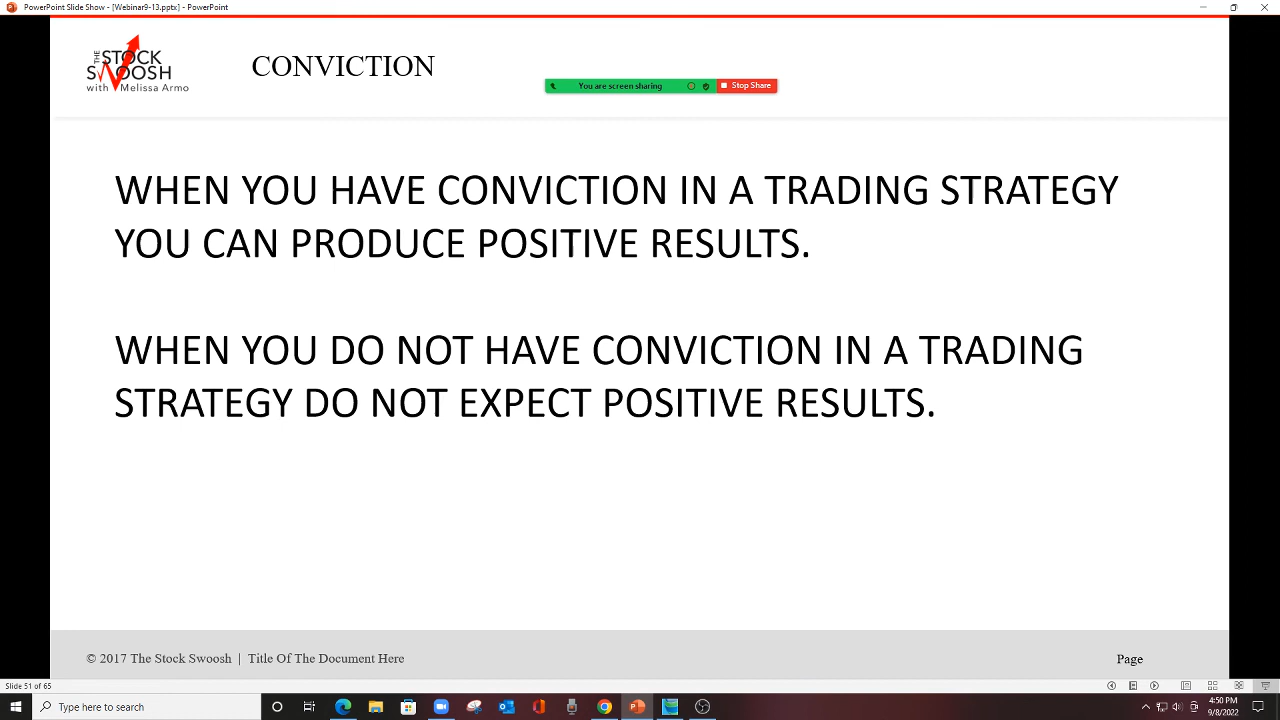 PowerPoint Slide Show - [Webinar9-13.pptx] - PowerPoint
THE
STOCK
SWOOSH
with Melissa Armo
CONVICTION
You are screen sharing
Stop Share
WHEN YOU HAVE CONVICTION IN A TRADING STRATEGY
YOU CAN PRODUCE POSITIVE RESULTS.
WHEN YOU DO NOT HAVE CONVICTION IN A TRADING
STRATEGY DO NOT EXPECT POSITIVE RESULTS.
© 2017 The Stock Swoosh | Title Of The Document Here
Page
Slide 51 of 65
Type here to search
4:50 PM
9/8/2022